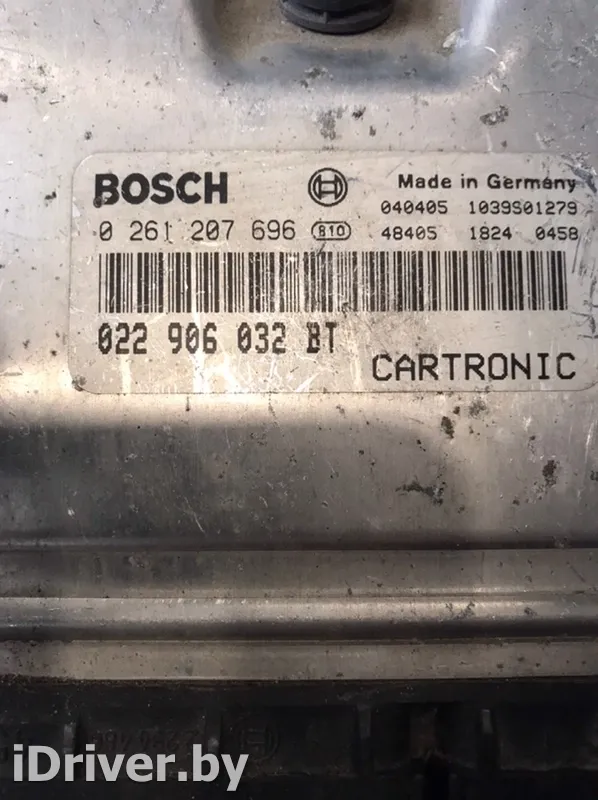 BOSCH
Made in Germany
040405 1039S01279
0 261 207 696 810 48405 1824 0458
022 906 032 BT
CARTRONIC
iDriver.by